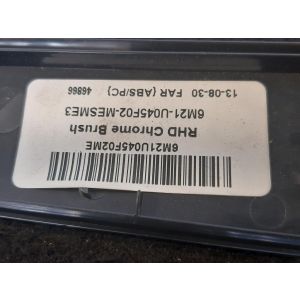 6M21U045F02ME
RHD Chrome Brush
6M21-U045F02-MESME3
13-08-30 FAR {ABS/PC} 46866